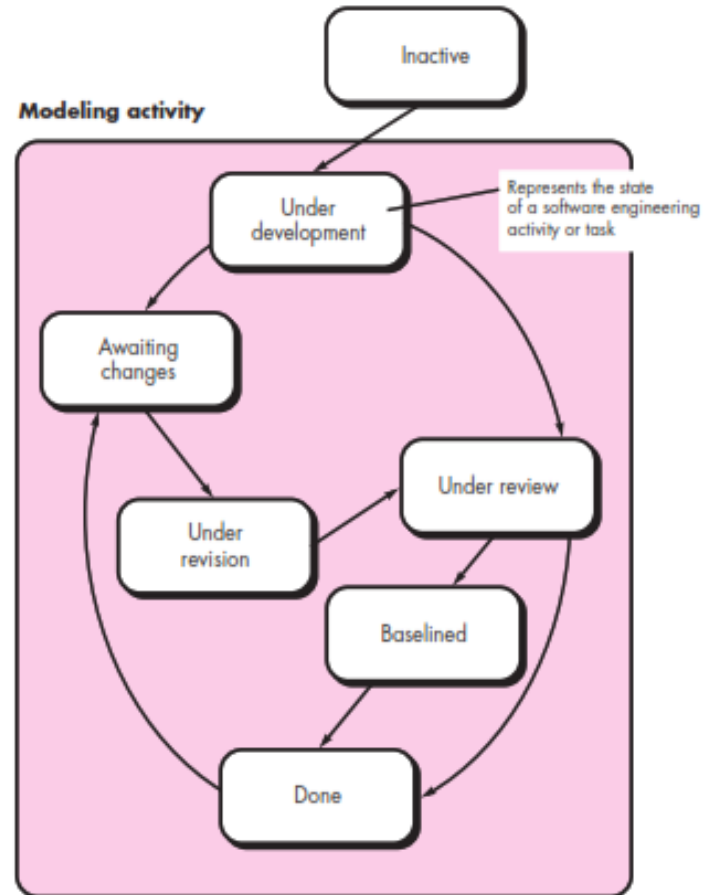 Inactive
Modeling activity
Under
development
Represents the state
of a software engineering
activity or task
Awaiting
changes
Under review
Under
revision
Baselined
Done